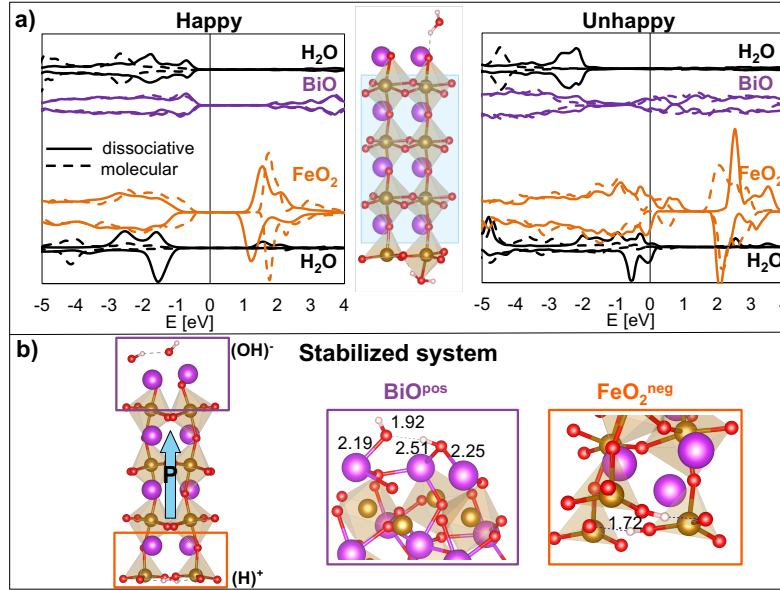 a)
Happy
Unhappy
H₂O
BiO
dissociative
molecular
FeO₂
H₂O
-5 -4 -3 -2 -1 0 1 2 3 4
E [eV]
H₂O
BiO
FeO₂
H₂O
-5 -4 -3 -2 -1 0 1 2 3 4
E [eV]
b)
(OH)⁻
Stabilized system
P
(H)⁺
BiOᵖᵒˢ
1.92
2.19
2.51
2.25
FeO₂ⁿᵉᵍ
1.72